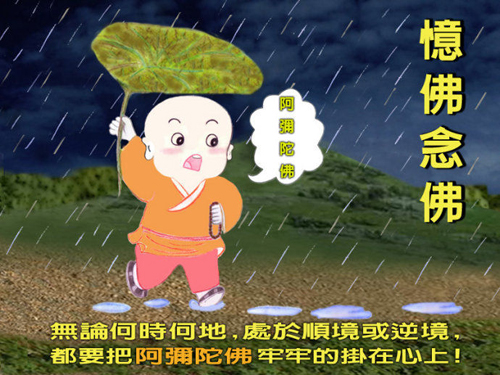 憶佛念佛
阿彌陀佛
無論何時何地，處於順境或逆境，
都要把阿彌陀佛牢牢的掛在心上！